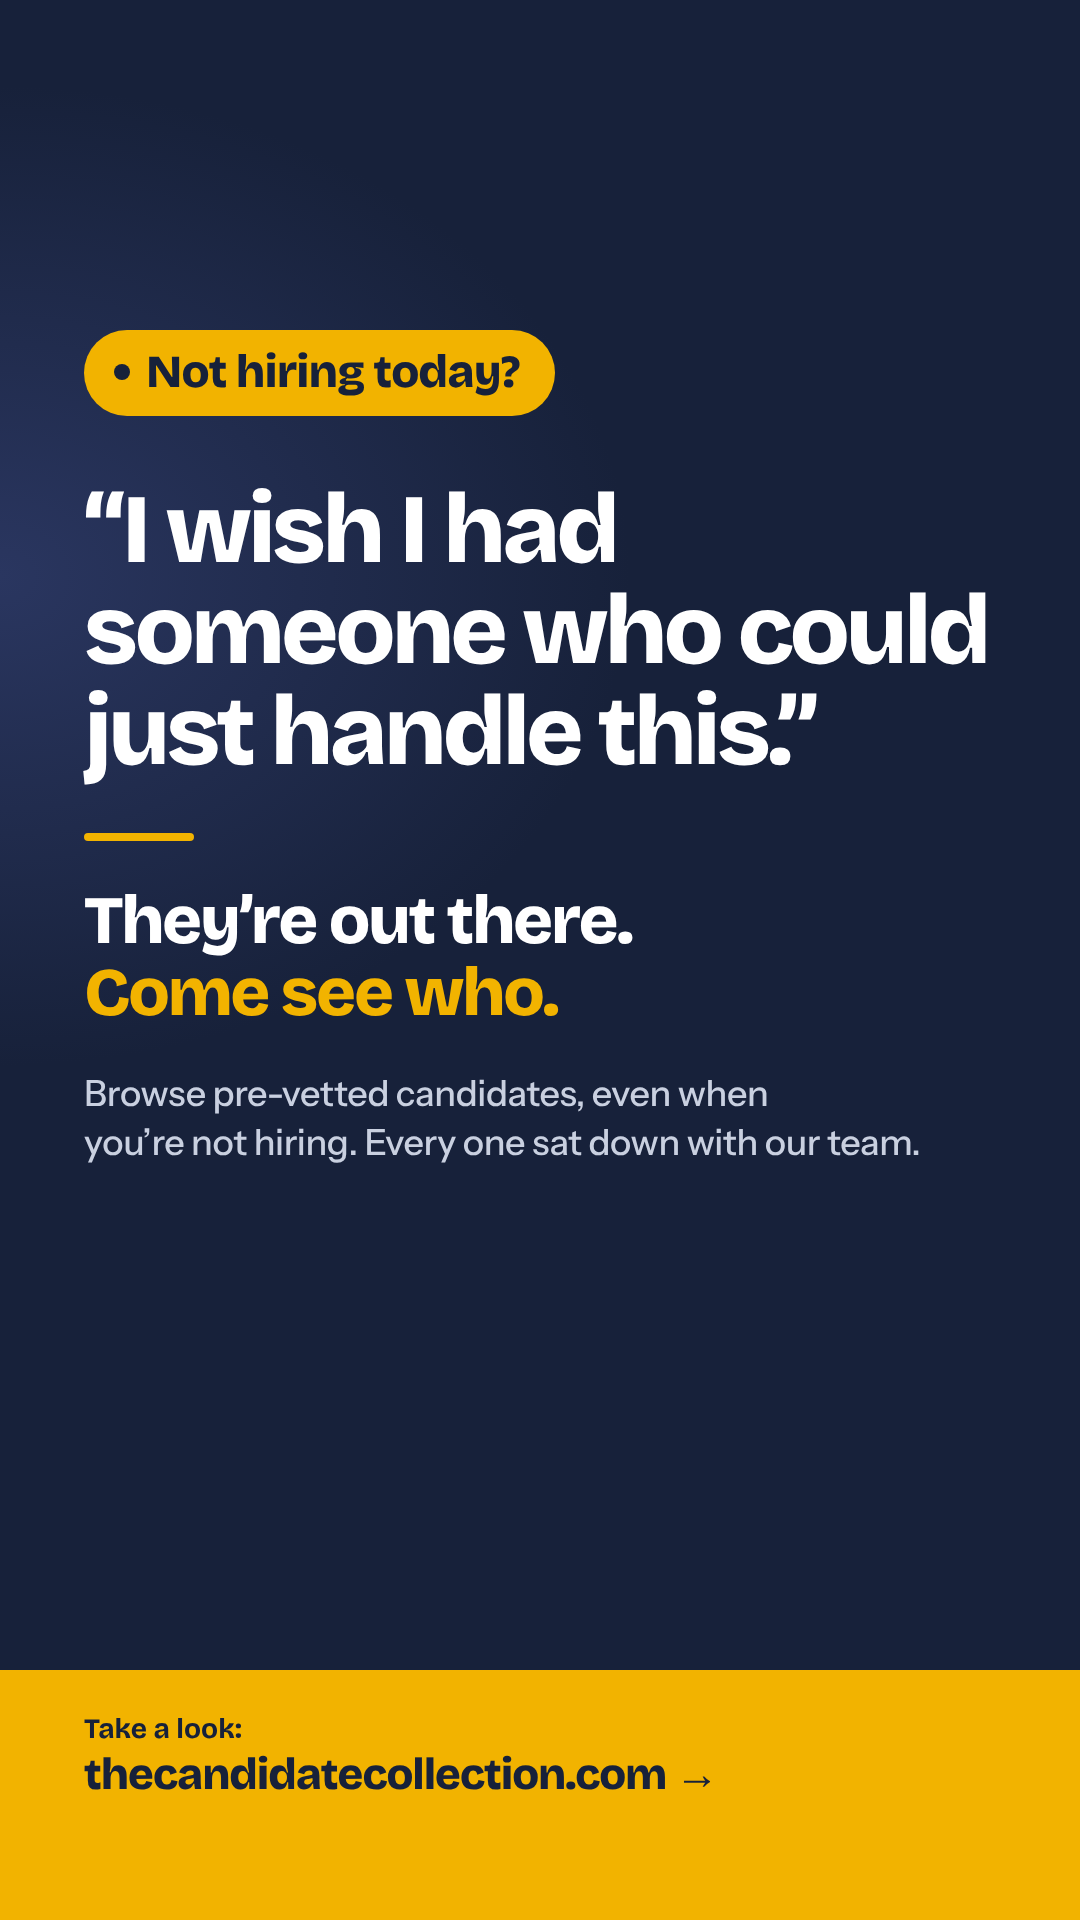 • Not hiring today?
“I wish I had
someone who could
just handle this.”
They’re out there.
Come see who.
Browse pre-vetted candidates, even when
you’re not hiring. Every one sat down with our team.
Take a look:
thecandidatecollection.com →